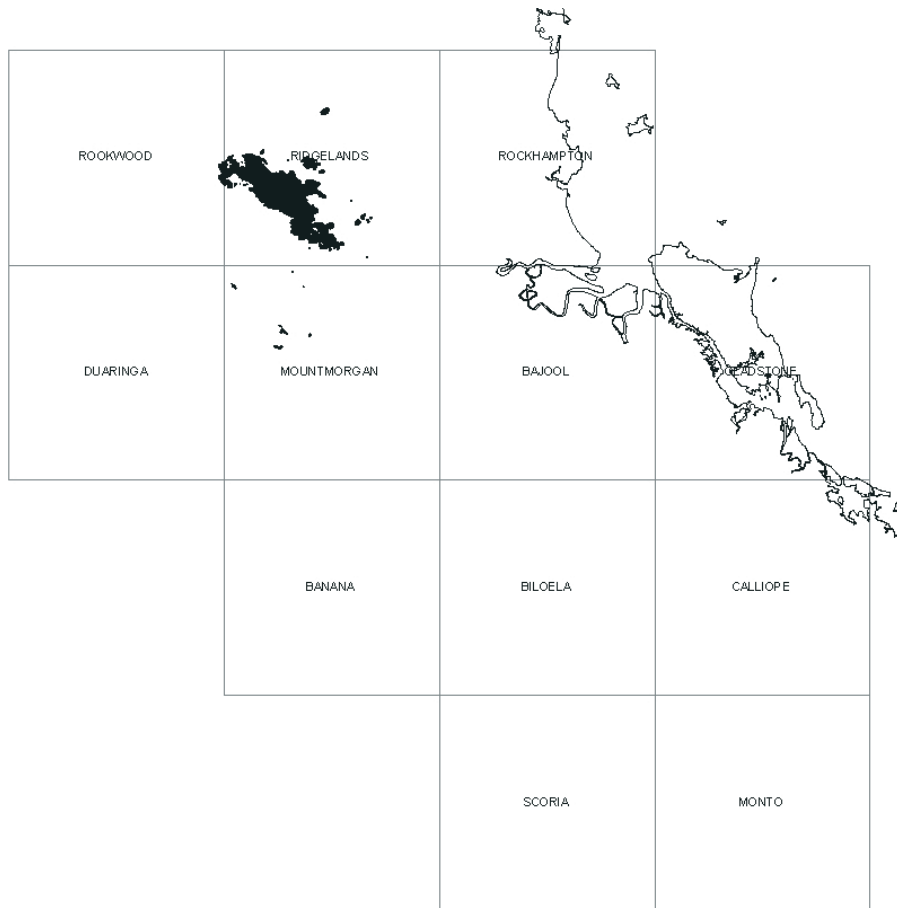 ROOKWOOD
RIDGELANDS
ROCKHAMPTON
DUARINGA
MOUNTMORGAN
BAJOOL
GLADSTONE
BANANA
BILOELA
CALLIOPE
SCORIA
MONTO